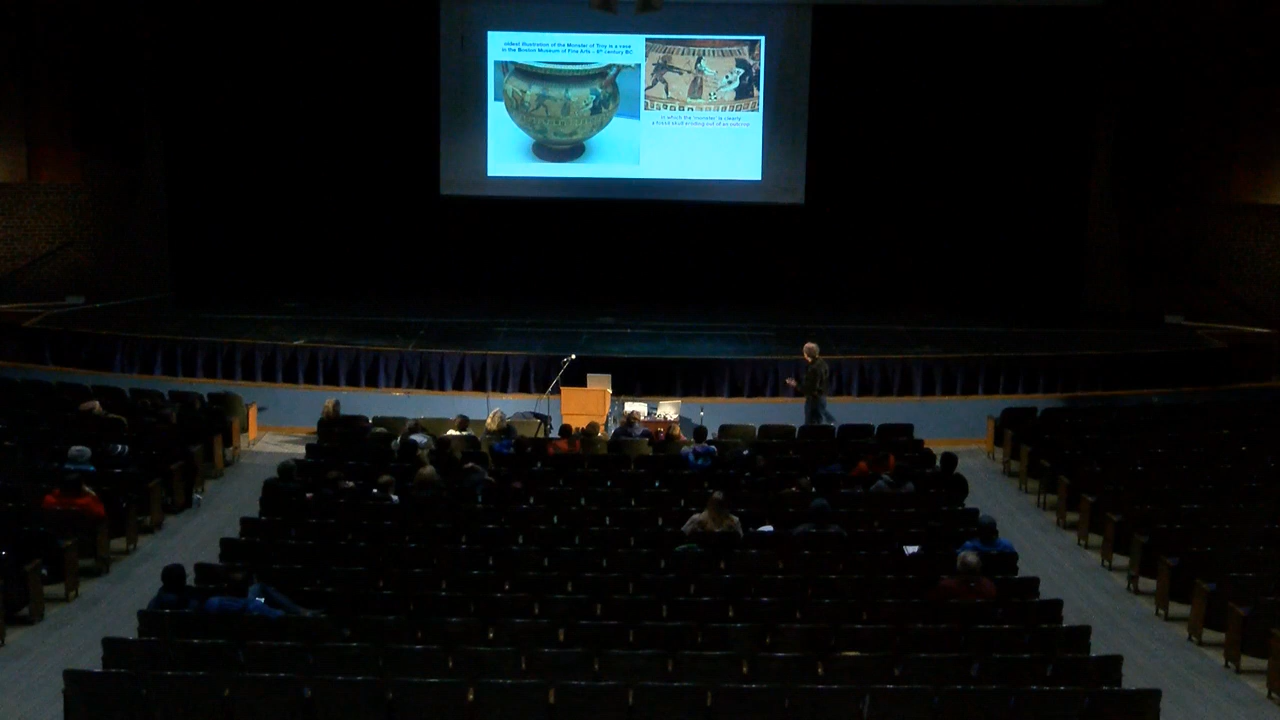 oldest illustration of the Monster of Troy is a vase
in the Boston Museum of Fine Arts – 6th century BC
in which the 'monster' is clearly
a fossil skull eroding out of an outcrop